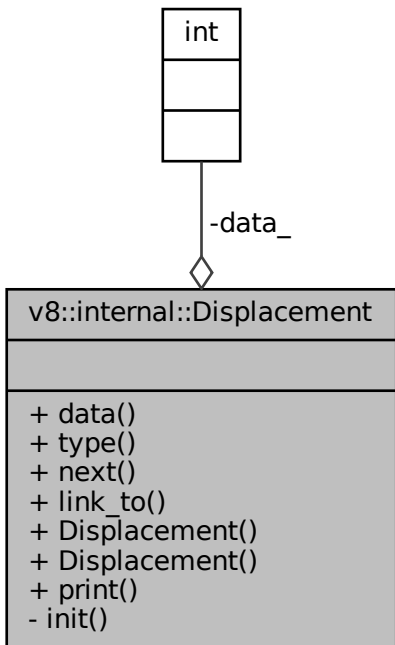 int
-data_
v8::internal::Displacement
+ data()
+ type()
+ next()
+ link_to()
+ Displacement()
+ Displacement()
+ print()
- init()